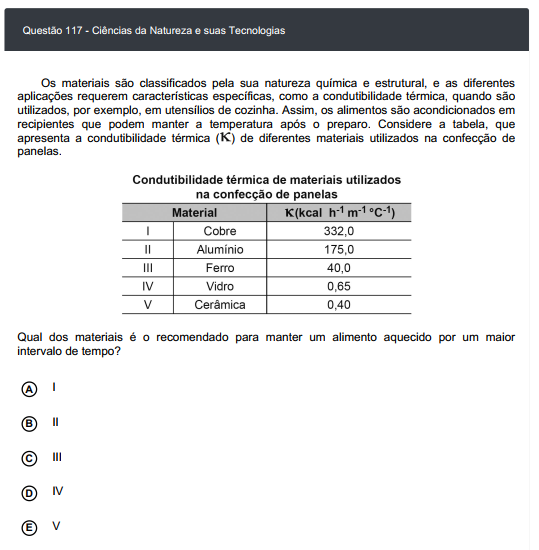 Questão 117 - Ciências da Natureza e suas Tecnologias
Os materiais são classificados pela sua natureza química e estrutural, e as diferentes
aplicações requerem características específicas, como a condutibilidade térmica, quando são
utilizados, por exemplo, em utensílios de cozinha. Assim, os alimentos são acondicionados em
recipientes que podem manter a temperatura após o preparo. Considere a tabela, que
apresenta a condutibilidade térmica (K) de diferentes materiais utilizados na confecção de
panelas.
Condutibilidade térmica de materiais utilizados
na confecção de panelas
Material K(kcal h⁻¹ m⁻¹ °C⁻¹)
I Cobre 332,0
II Alumínio 175,0
III Ferro 40,0
IV Vidro 0,65
V Cerâmica 0,40
Qual dos materiais é o recomendado para manter um alimento aquecido por um maior
intervalo de tempo?
A I
B II
C III
D IV
E V